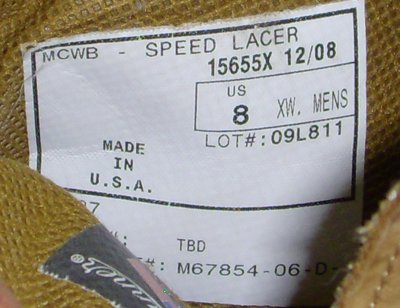 MCWB - SPEED LACER
15655X 12/08
US
8 XW. MENS
LOT#: 09L811
MADE
IN
U.S.A.
TBD
#: M67854-06-D-